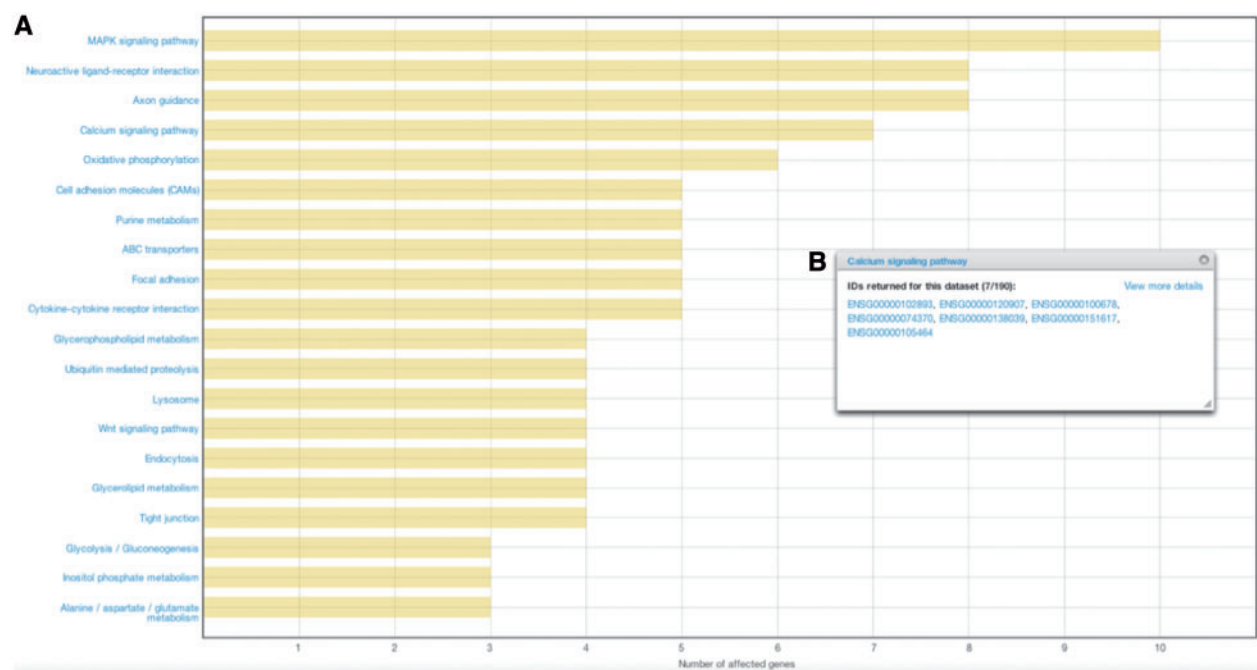 A
MAPK signaling pathway
Neuroactive ligand-receptor interaction
Axon guidance
Calcium signaling pathway
Oxidative phosphorylation
Cell adhesion molecules (CAMs)
Purine metabolism
ABC transporters
Focal adhesion
Cytokine-cytokine receptor interaction
Glycerophospholipid metabolism
Ubiquitin mediated proteolysis
Lysosome
Wnt signaling pathway
Endocytosis
Glycerolipid metabolism
Tight junction
Glycolysis / Gluconeogenesis
Inositol phosphate metabolism
Alanine / aspartate / glutamate
metabolism
1 2 3 4 5 6 7 8 9 10
Number of affected genes
B
Calcium signaling pathway
IDs returned for this dataset (7/190): View more details
ENSG00000102893, ENSG00000120907, ENSG00000100678,
ENSG00000074370, ENSG00000138039, ENSG00000151617,
ENSG00000105464